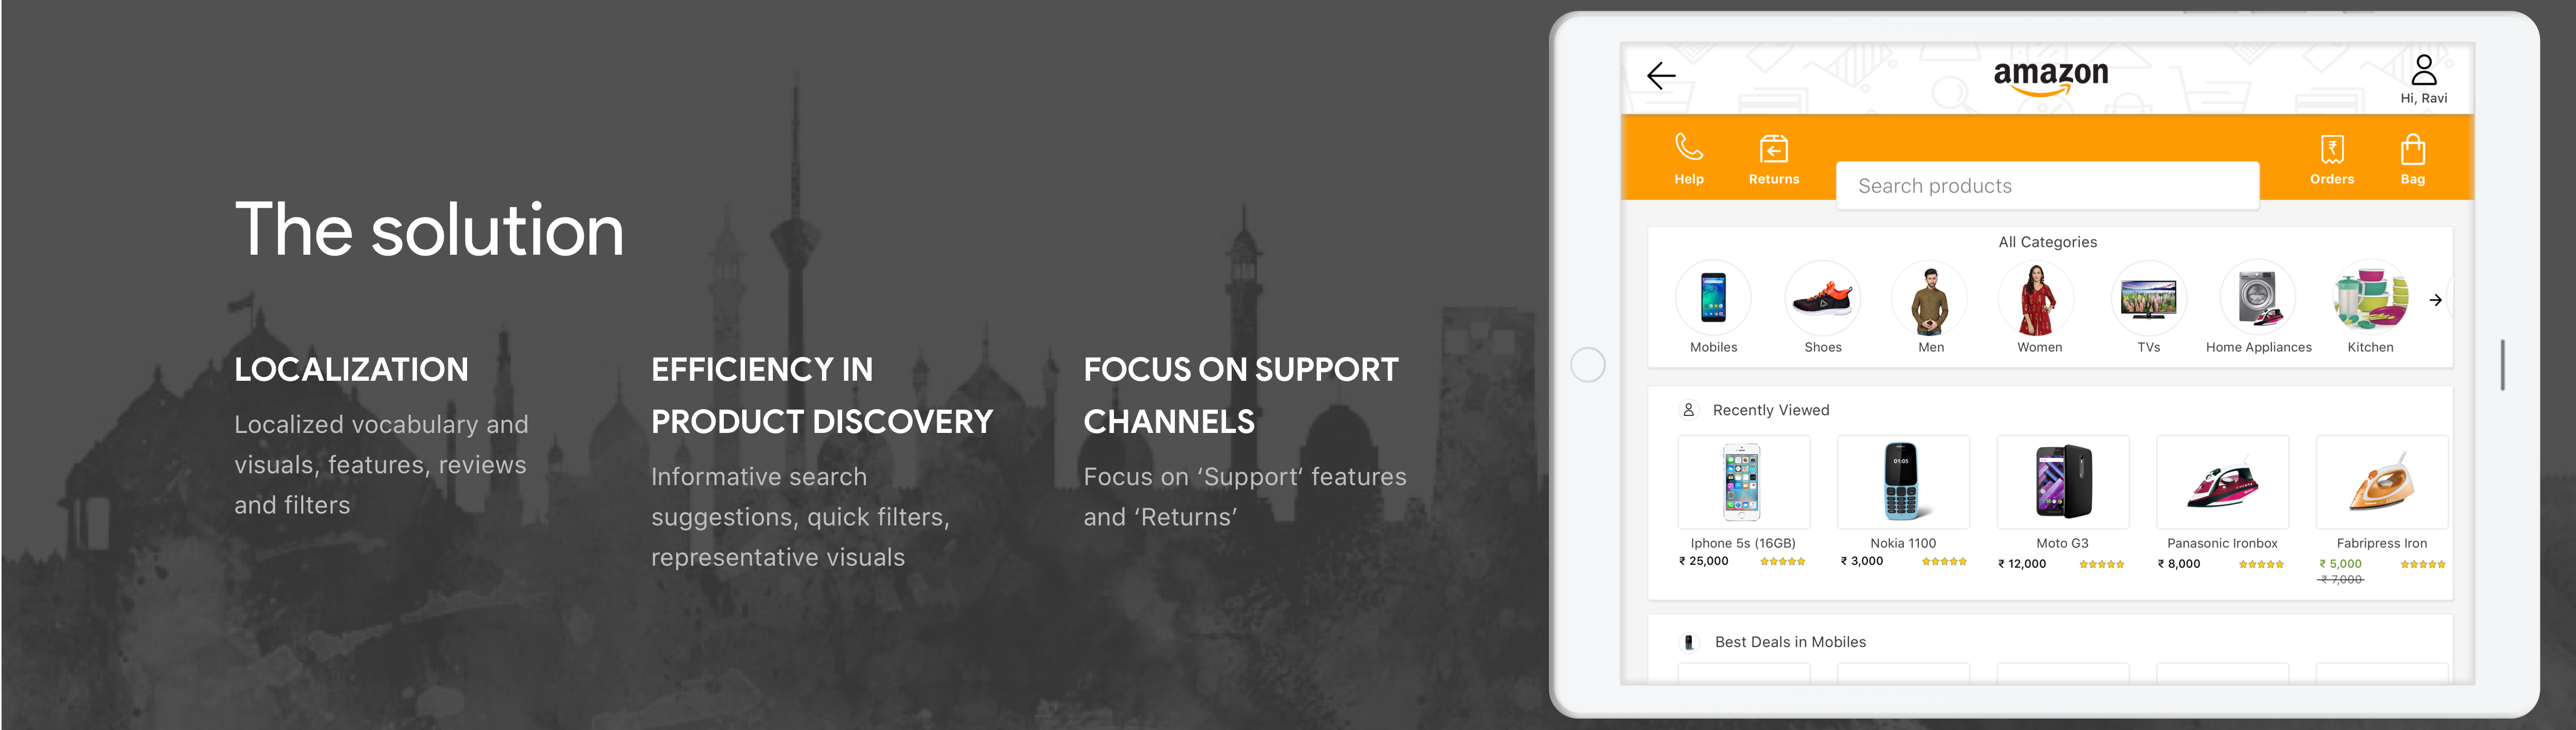 The solution
LOCALIZATION
Localized vocabulary and
visuals, features, reviews
and filters
EFFICIENCY IN
PRODUCT DISCOVERY
Informative search
suggestions, quick filters,
representative visuals
FOCUS ON SUPPORT
CHANNELS
Focus on ‘Support‘ features
and ‘Returns’
amazon
Hi, Ravi
Help
Returns
Search products
Orders
Bag
All Categories
Mobiles
Shoes
Men
Women
TVs
Home Appliances
Kitchen
Recently Viewed
01:05
Iphone 5s (16GB)
₹ 25,000
Nokia 1100
₹ 3,000
Moto G3
₹ 12,000
Panasonic Ironbox
₹ 8,000
Fabripress Iron
₹ 5,000
₹ 7,000
Best Deals in Mobiles